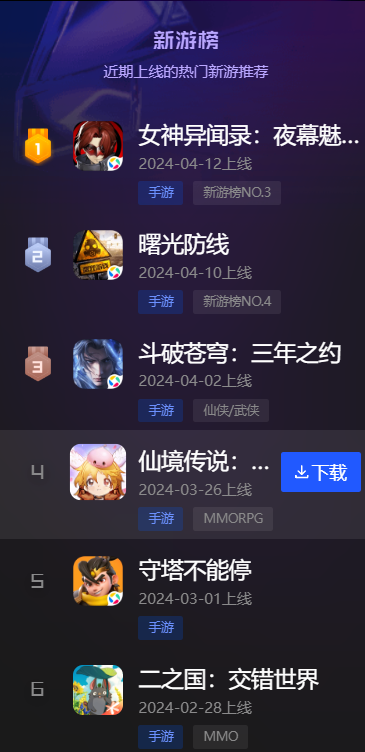 新游榜
近期上线的热门新游推荐
1
女神异闻录：夜幕魅...
2024-04-12上线
手游 新游榜NO.3
2
曙光防线
2024-04-10上线
手游 新游榜NO.4
3
斗破苍穹：三年之约
2024-04-02上线
手游 仙侠/武侠
4
仙境传说：...
下载
2024-03-26上线
手游 MMORPG
5
守塔不能停
2024-03-01上线
手游
6
二之国：交错世界
2024-02-28上线
手游 MMO